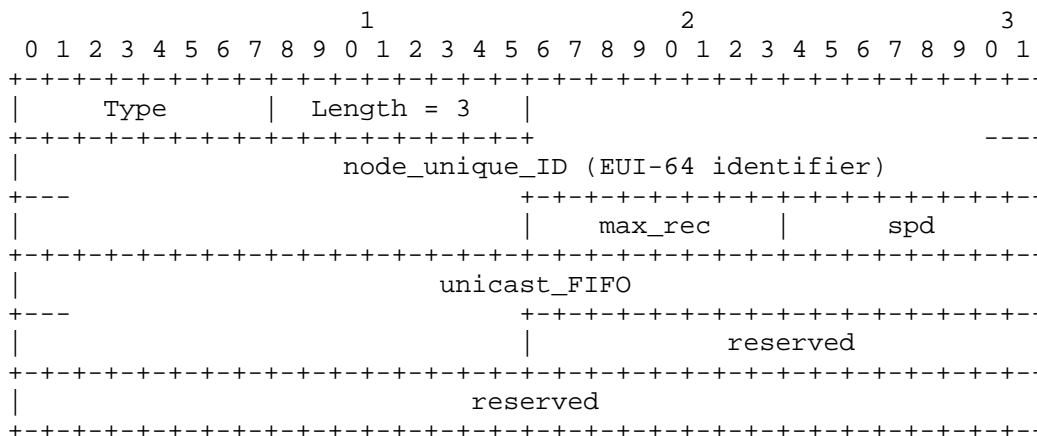 1                   2                   3
 0 1 2 3 4 5 6 7 8 9 0 1 2 3 4 5 6 7 8 9 0 1 2 3 4 5 6 7 8 9 0 1
+-+-+-+-+-+-+-+-+-+-+-+-+-+-+-+-+-+-+-+-+-+-+-+-+-+-+-+-+-+-+-+--
|     Type      |  Length = 3   |
+-+-+-+-+-+-+-+-+-+-+-+-+-+-+-+-+                            ----
|                    node_unique_ID (EUI-64 identifier)
+---                            +-+-+-+-+-+-+-+-+-+-+-+-+-+-+-+--
|                               |    max_rec    |      spd
+-+-+-+-+-+-+-+-+-+-+-+-+-+-+-+-+-+-+-+-+-+-+-+-+-+-+-+-+-+-+-+--
|                          unicast_FIFO
+---                            +-+-+-+-+-+-+-+-+-+-+-+-+-+-+-+--
|                               |            reserved
+-+-+-+-+-+-+-+-+-+-+-+-+-+-+-+-+-+-+-+-+-+-+-+-+-+-+-+-+-+-+-+--
|                            reserved
+-+-+-+-+-+-+-+-+-+-+-+-+-+-+-+-+-+-+-+-+-+-+-+-+-+-+-+-+-+-+-+--